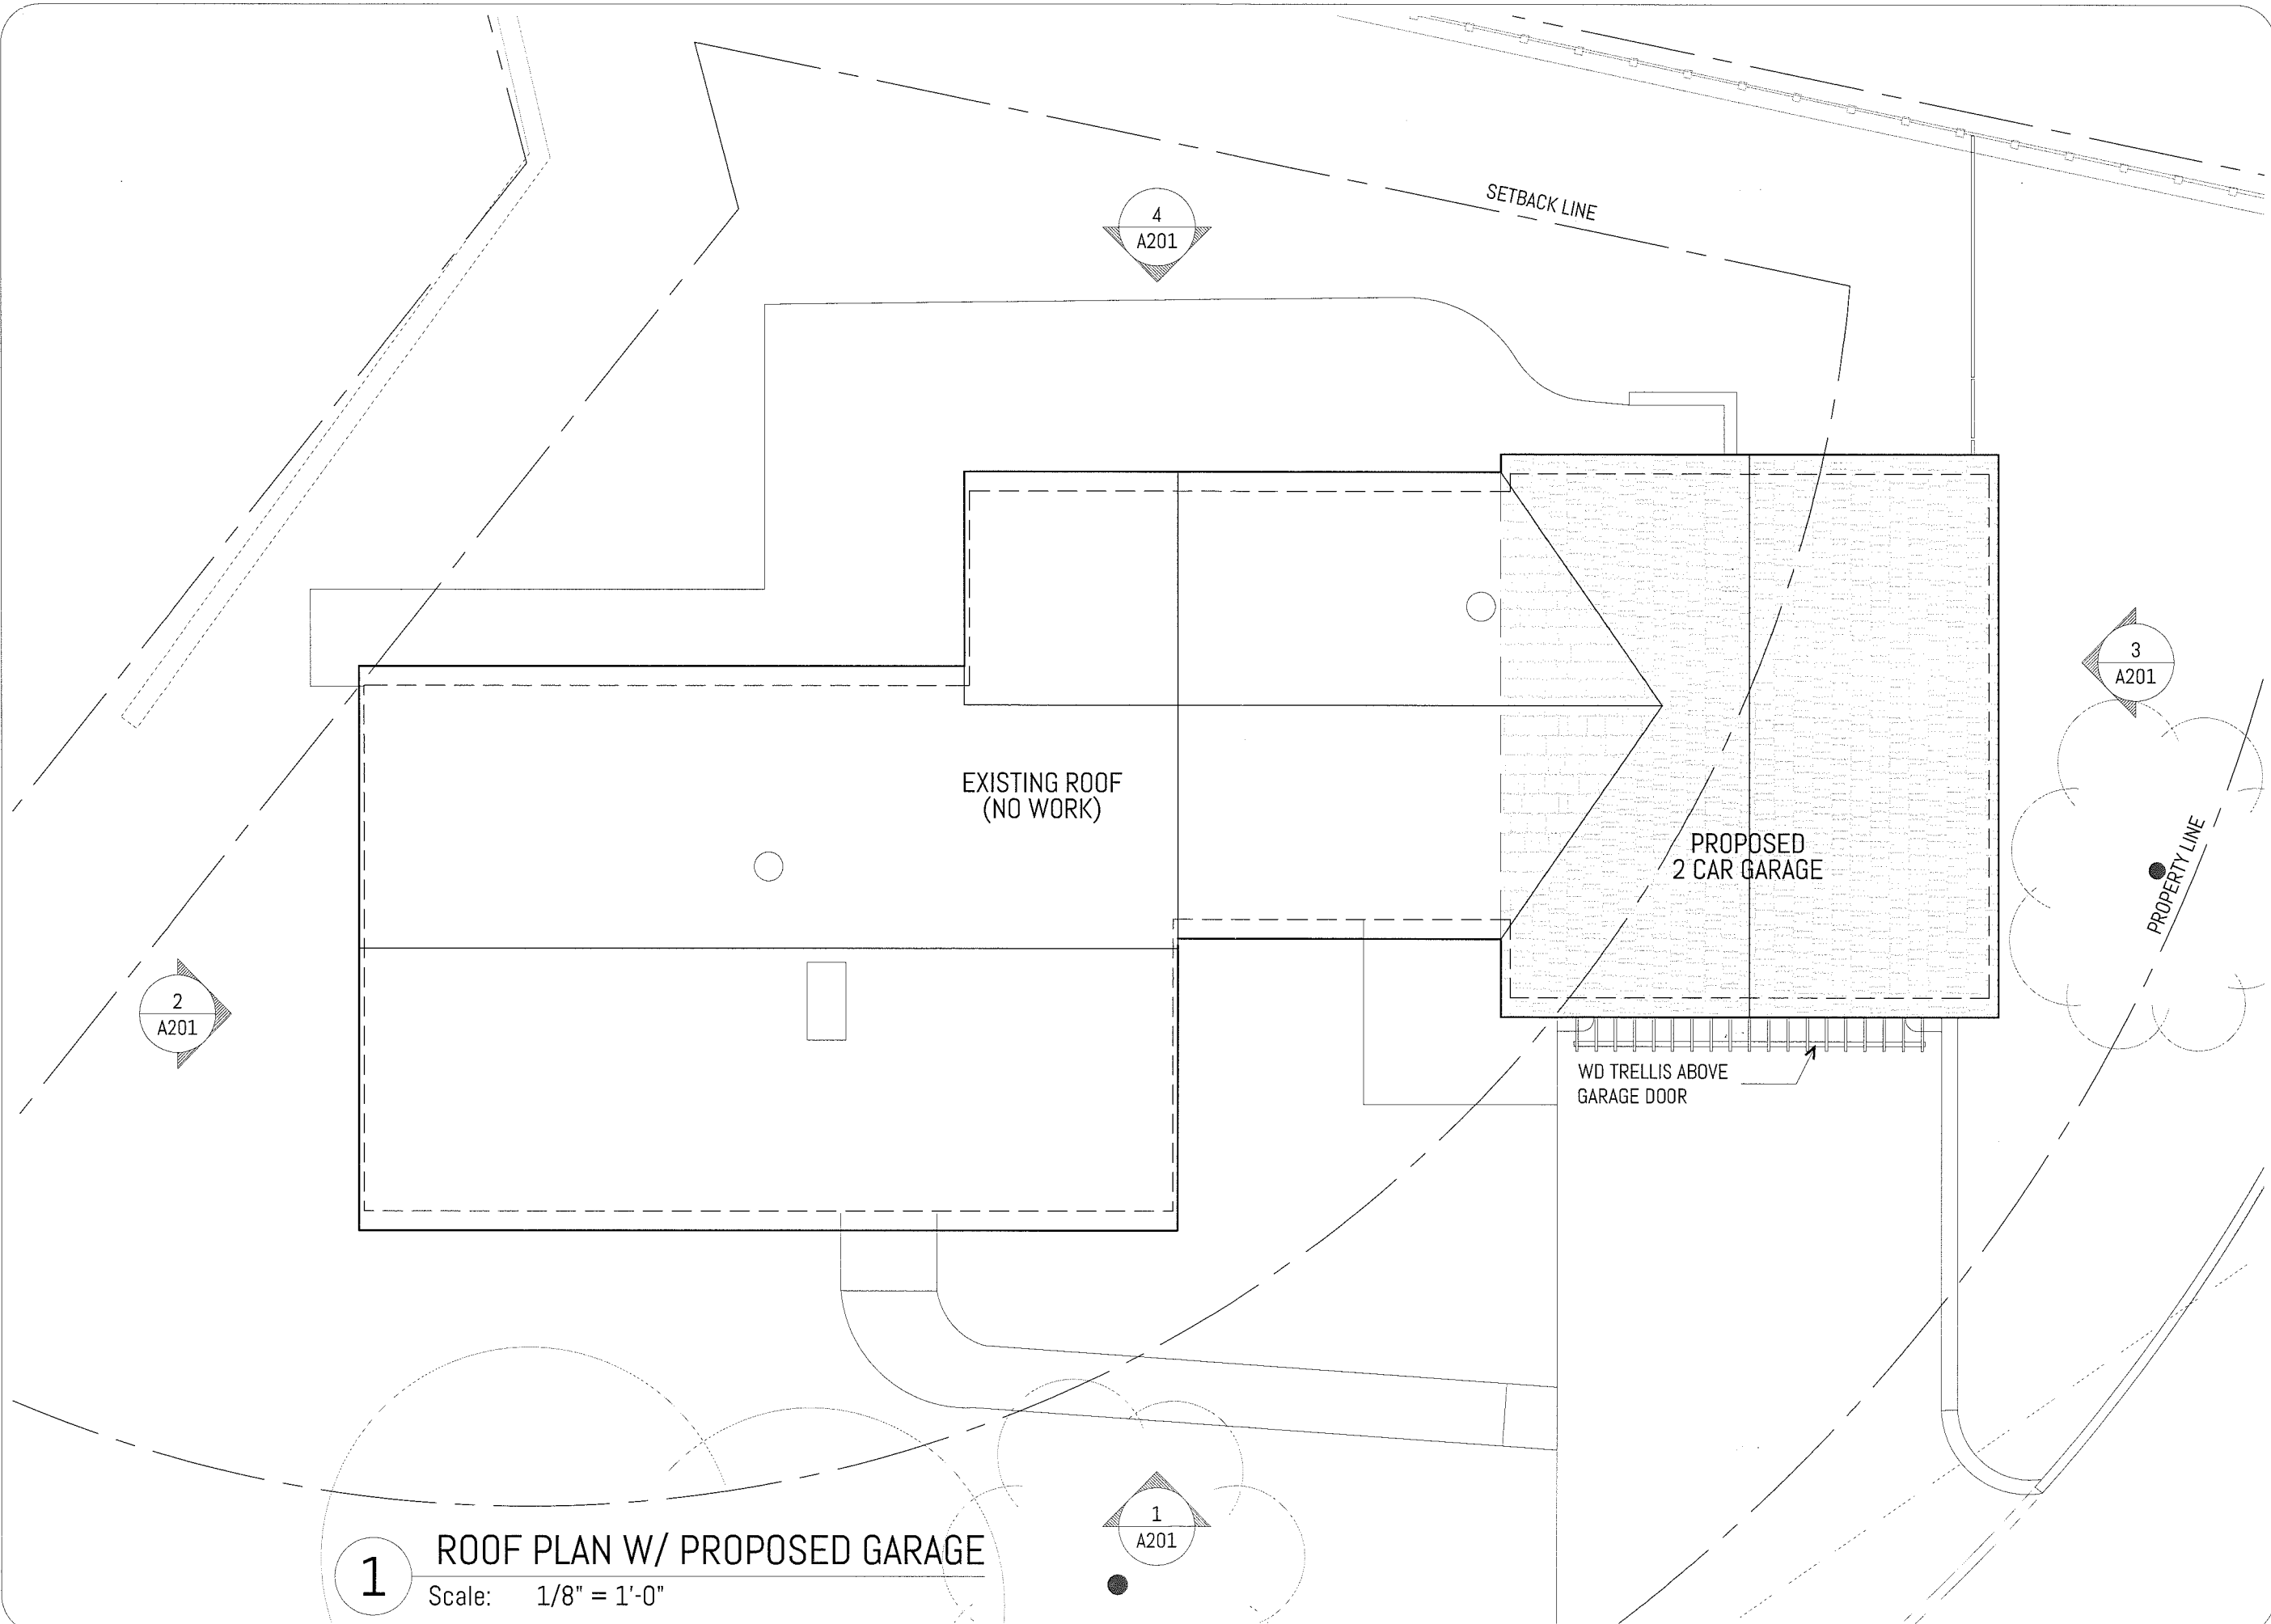 SETBACK LINE
4
A201
3
A201
EXISTING ROOF
(NO WORK)
PROPOSED
2 CAR GARAGE
PROPERTY LINE
2
A201
WD TRELLIS ABOVE
GARAGE DOOR
1
A201
1
ROOF PLAN W/ PROPOSED GARAGE
Scale: 1/8" = 1'-0"